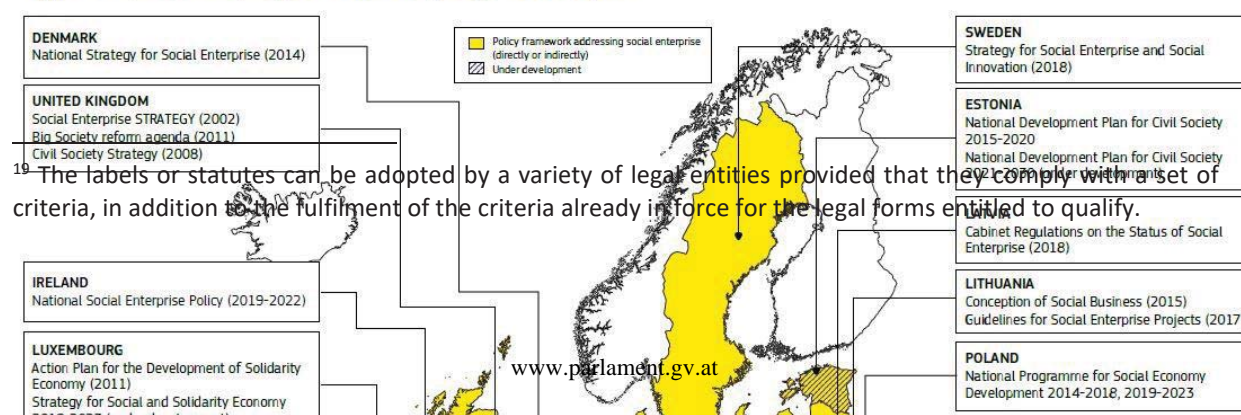 DENMARK
National Strategy for Social Enterprise (2014)
UNITED KINGDOM
Social Enterprise STRATEGY (2002)
Big Society reform agenda (2011)
Civil Society Strategy (2008)
IRELAND
National Social Enterprise Policy (2019-2022)
LUXEMBOURG
Action Plan for the Development of Solidarity
Economy (2011)
Strategy for Social and Solidarity Economy
Policy framework addressing social enterprise
(directly or indirectly)
Under development
SWEDEN
Strategy for Social Enterprise and Social
Innovation (2018)
ESTONIA
National Development Plan for Civil Society
2015-2020
National Development Plan for Civil Society
2021-2030 (under development)
LATVIA
Cabinet Regulations on the Status of Social
Enterprise (2018)
LITHUANIA
Conception of Social Business (2015)
Guidelines for Social Enterprise Projects (2017
POLAND
National Programme for Social Economy
Development 2014-2018, 2019-2023
19 The labels or statutes can be adopted by a variety of legal entities provided that they comply with a set of
criteria, in addition to the fulfilment of the criteria already in force for the legal forms entitled to qualify.
www.parlament.gv.at